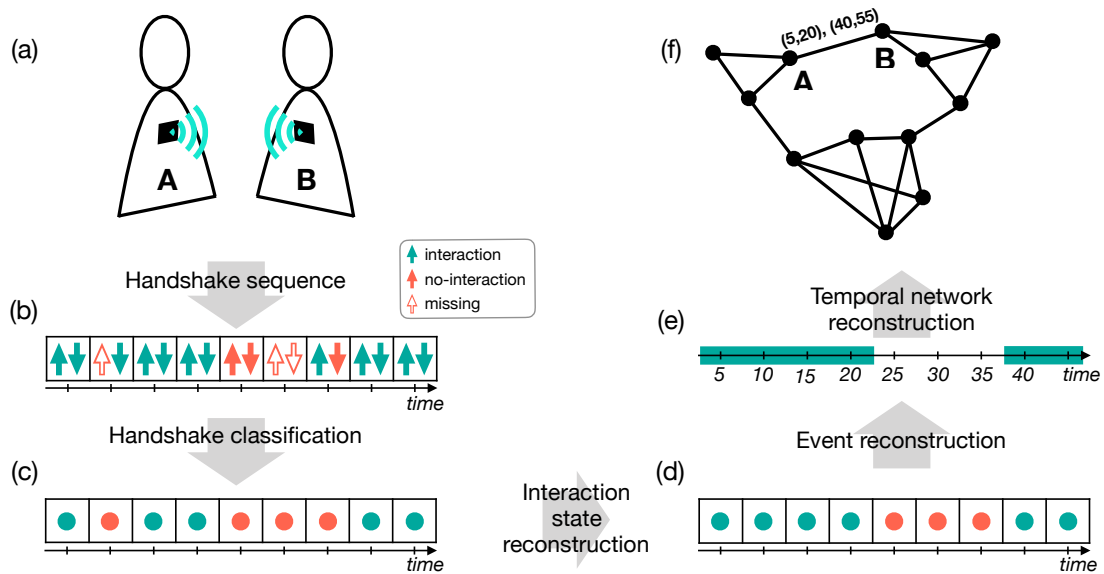 (a)
A
B
Handshake sequence
interaction
no-interaction
missing
(b)
time
Handshake classification
(c)
time
Interaction
state
reconstruction
(d)
time
Event reconstruction
(e)
5
10
15
20
25
30
35
40
time
Temporal network
reconstruction
(f)
(5,20), (40,55)
A
B